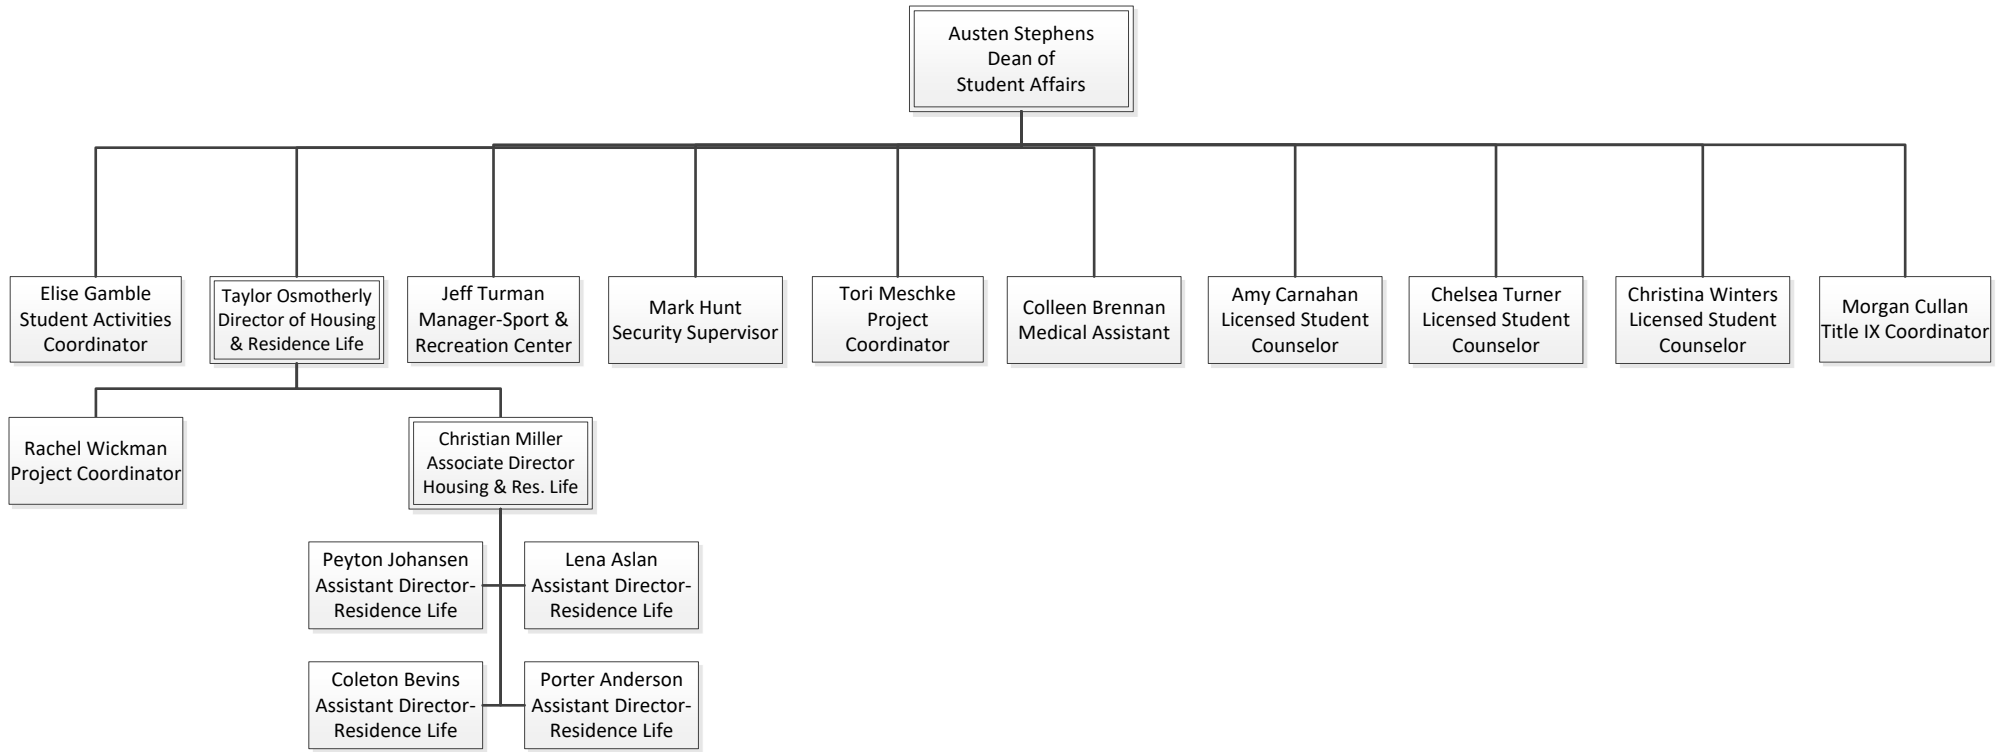 Austen Stephens
Dean of
Student Affairs
Elise Gamble
Student Activities
Coordinator
Taylor Osmotherly
Director of Housing
& Residence Life
Jeff Turman
Manager-Sport &
Recreation Center
Mark Hunt
Security Supervisor
Tori Meschke
Project
Coordinator
Colleen Brennan
Medical Assistant
Amy Carnahan
Licensed Student
Counselor
Chelsea Turner
Licensed Student
Counselor
Christina Winters
Licensed Student
Counselor
Morgan Cullan
Title IX Coordinator
Rachel Wickman
Project Coordinator
Christian Miller
Associate Director
Housing & Res. Life
Peyton Johansen
Assistant Director-
Residence Life
Lena Aslan
Assistant Director-
Residence Life
Coleton Bevins
Assistant Director-
Residence Life
Porter Anderson
Assistant Director-
Residence Life